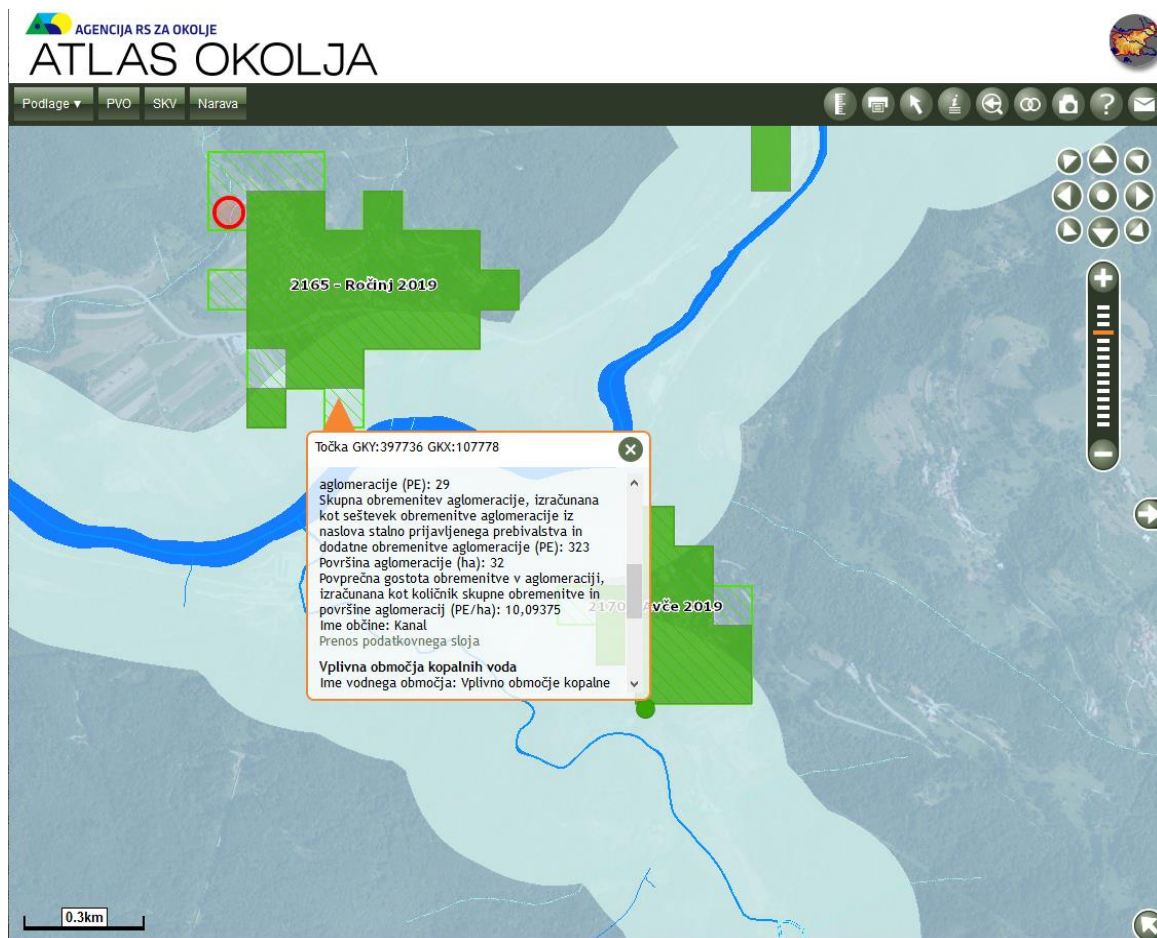 AGENCIJA RS ZA OKOLJE
ATLAS OKOLJA
Podlage ▼ PVO SKV Narava
2165 - Ročinj 2019
Točka GKY:397736 GKX:107778
aglomeracije (PE): 29
Skupna obremenitev aglomeracije, izračunana
kot seštevek obremenitve aglomeracije iz
naslova stalno prijavljenega prebivalstva in
dodatne obremenitve aglomeracije (PE): 323
Površina aglomeracije (ha): 32
Povprečna gostota obremenitve v aglomeraciji,
izračunana kot količnik skupne obremenitve in
površine aglomeracij (PE/ha): 10,09375
Ime občine: Kanal
Prenos podatkovnega sloja
Vplivna območja kopalnih voda
Ime vodnega območja: Vplivno območje kopalne
2170 - Avče 2019
0.3km